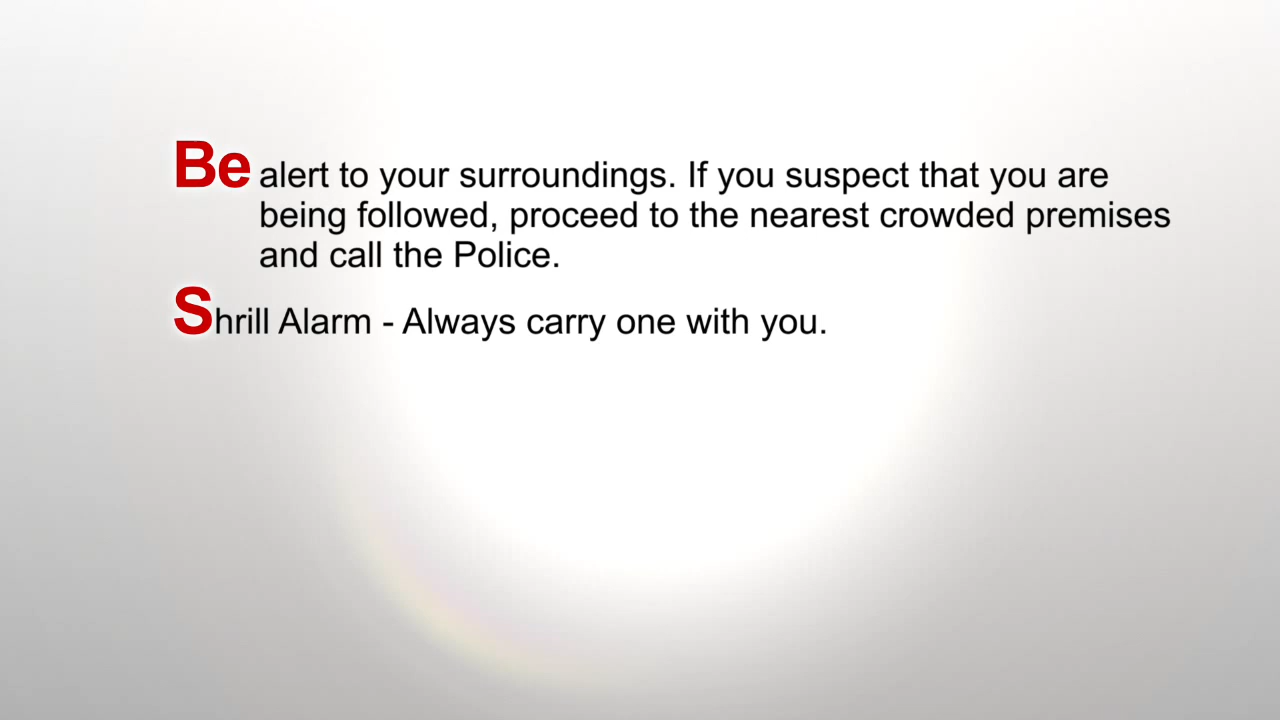 Be alert to your surroundings. If you suspect that you are
being followed, proceed to the nearest crowded premises
and call the Police.
Shrill Alarm - Always carry one with you.